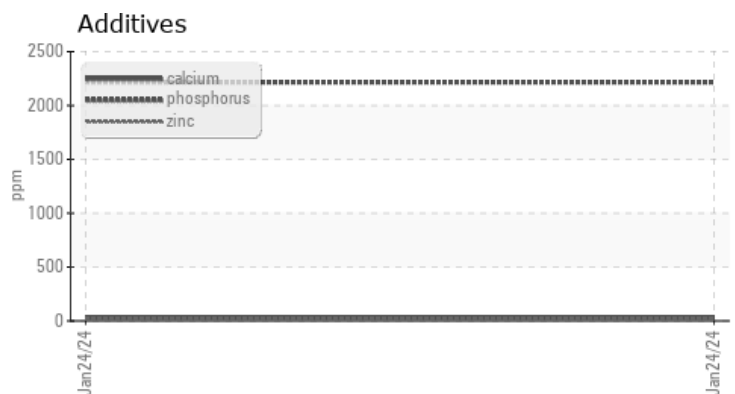 Additives
2500
2000
1500
1000
500
0
ppm
calcium
phosphorus
zinc
Jan24/24
Jan24/24